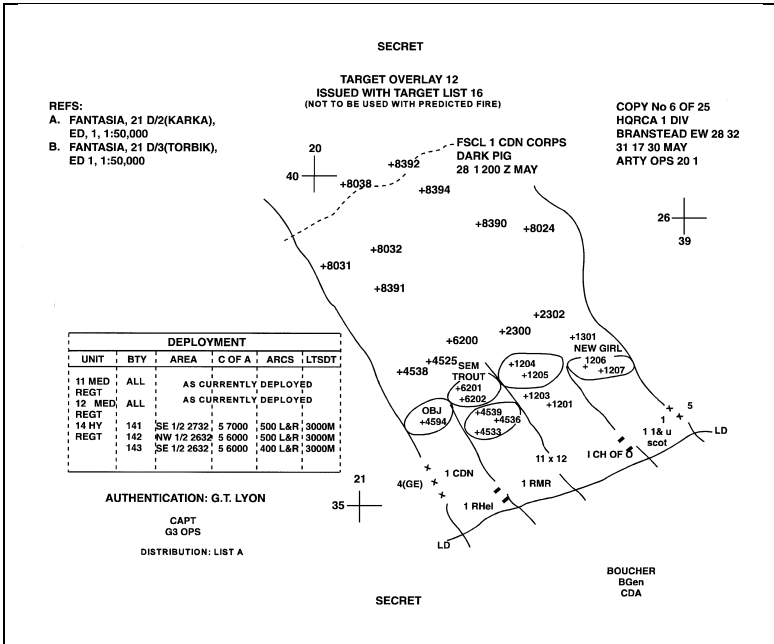 SECRET
TARGET OVERLAY 12
ISSUED WITH TARGET LIST 16
(NOT TO BE USED WITH PREDICTED FIRE)
REFS:
A. FANTASIA, 21 D/2(KARKA),
ED, 1, 1:50,000
B. FANTASIA, 21 D/3(TORBIK),
ED 1, 1:50,000
COPY No 6 OF 25
HQRCA 1 DIV
BRANSTEAD EW 28 32
31 17 30 MAY
ARTY OPS 20 1
20
40
FSCL 1 CDN CORPS
DARK PIG
28 1 200 Z MAY
+8392
+8038
+8394
26
39
+8390 +8024
+8032
+8031
+8391
+2302
+2300
+6200
+1301
NEW GIRL
1206
+ +1207
+4525
SEM
TROUT
+4538
+1204
+1205
+6201
+6202
+1203
+1201
OBJ
+4594
+4539
+4536
+4533
DEPLOYMENT
UNIT BTY AREA C OF A ARCS LTSDT
11 MED REGT ALL AS CURRENTLY DEPLOYED
12 MED REGT ALL AS CURRENTLY DEPLOYED
14 HY REGT 141 SE 1/2 2732 5 7000 500 L&R 3000M
142 NW 1/2 2632 5 6000 500 L&R 3000M
143 SE 1/2 2632 5 6000 400 L&R 3000M
x 5
1 x
1 1& u
scot
LD
I CH OF O
11 x 12
1 RMR
1 CDN
4(GE)
x
x
x
1 RHel
LD
21
35
AUTHENTICATION: G.T. LYON
CAPT
G3 OPS
DISTRIBUTION: LIST A
BOUCHER
BGen
CDA
SECRET